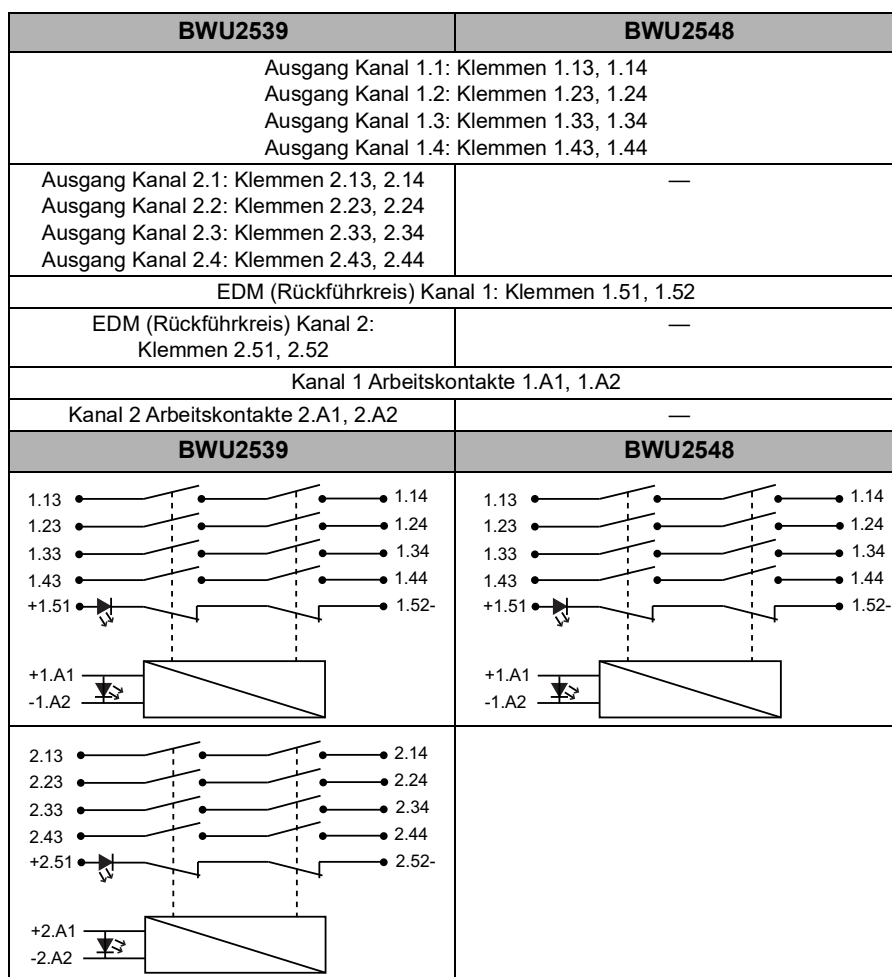 BWU2539 BWU2548
Ausgang Kanal 1.1: Klemmen 1.13, 1.14
Ausgang Kanal 1.2: Klemmen 1.23, 1.24
Ausgang Kanal 1.3: Klemmen 1.33, 1.34
Ausgang Kanal 1.4: Klemmen 1.43, 1.44
Ausgang Kanal 2.1: Klemmen 2.13, 2.14 —
Ausgang Kanal 2.2: Klemmen 2.23, 2.24
Ausgang Kanal 2.3: Klemmen 2.33, 2.34
Ausgang Kanal 2.4: Klemmen 2.43, 2.44
EDM (Rückführkreis) Kanal 1: Klemmen 1.51, 1.52
EDM (Rückführkreis) Kanal 2: —
Klemmen 2.51, 2.52
Kanal 1 Arbeitskontakte 1.A1, 1.A2
Kanal 2 Arbeitskontakte 2.A1, 2.A2 —
BWU2539 BWU2548
1.13 1.14 1.13 1.14
1.23 1.24 1.23 1.24
1.33 1.34 1.33 1.34
1.43 1.44 1.43 1.44
+1.51 1.52- +1.51 1.52-
+1.A1 +1.A1
-1.A2 -1.A2
2.13 2.14
2.23 2.24
2.33 2.34
2.43 2.44
+2.51 2.52-
+2.A1
-2.A2